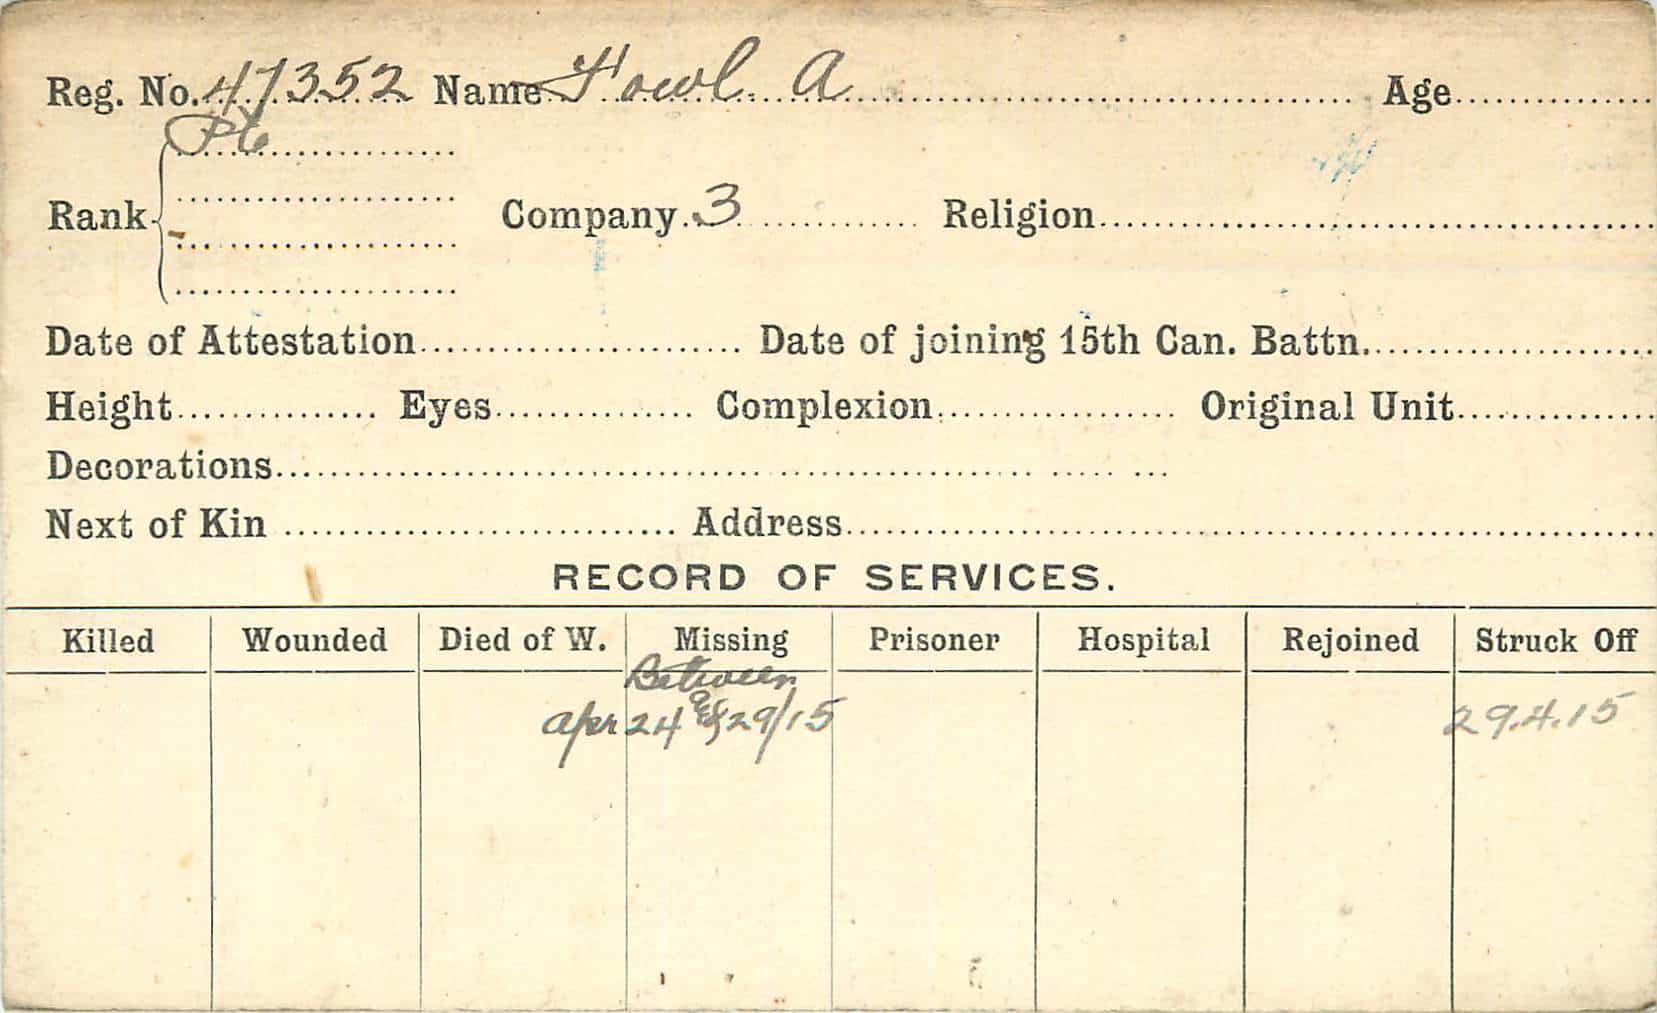 Reg. No. 47352 Name Fowl. A Age
Pte
Rank Company 3 Religion
Date of Attestation Date of joining 15th Can. Battn.
Height Eyes Complexion Original Unit
Decorations
Next of Kin Address
RECORD OF SERVICES.
Killed Wounded Died of W. Missing Prisoner Hospital Rejoined Struck Off
Between
Apr 24 & 29/15 29.4.15